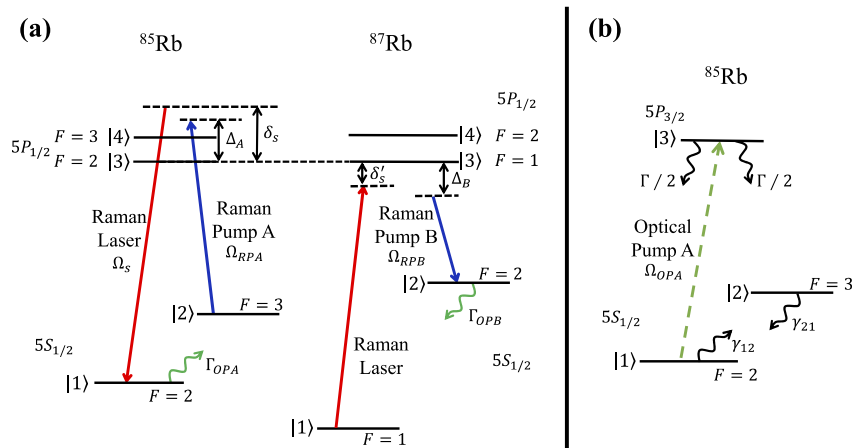 (a)
⁸⁵Rb
⁸⁷Rb
5P₁/₂
F = 3 |4⟩
F = 2 |3⟩
Δ_A
δ_s
5P₁/₂
|4⟩ F = 2
|3⟩ F = 1
δ_s′
Δ_B
Raman
Laser
Ω_s
Raman
Pump A
Ω_RPA
Raman
Pump B
Ω_RPB
|2⟩ F = 3
|2⟩ F = 2
Γ_OPB
5S₁/₂
|1⟩ F = 2
Γ_OPA
Raman
Laser
5S₁/₂
|1⟩ F = 1
(b)
⁸⁵Rb
5P₃/₂
|3⟩
Γ / 2
Γ / 2
Optical
Pump A
Ω_OPA
|2⟩ F = 3
γ₂₁
5S₁/₂
γ₁₂
|1⟩ F = 2